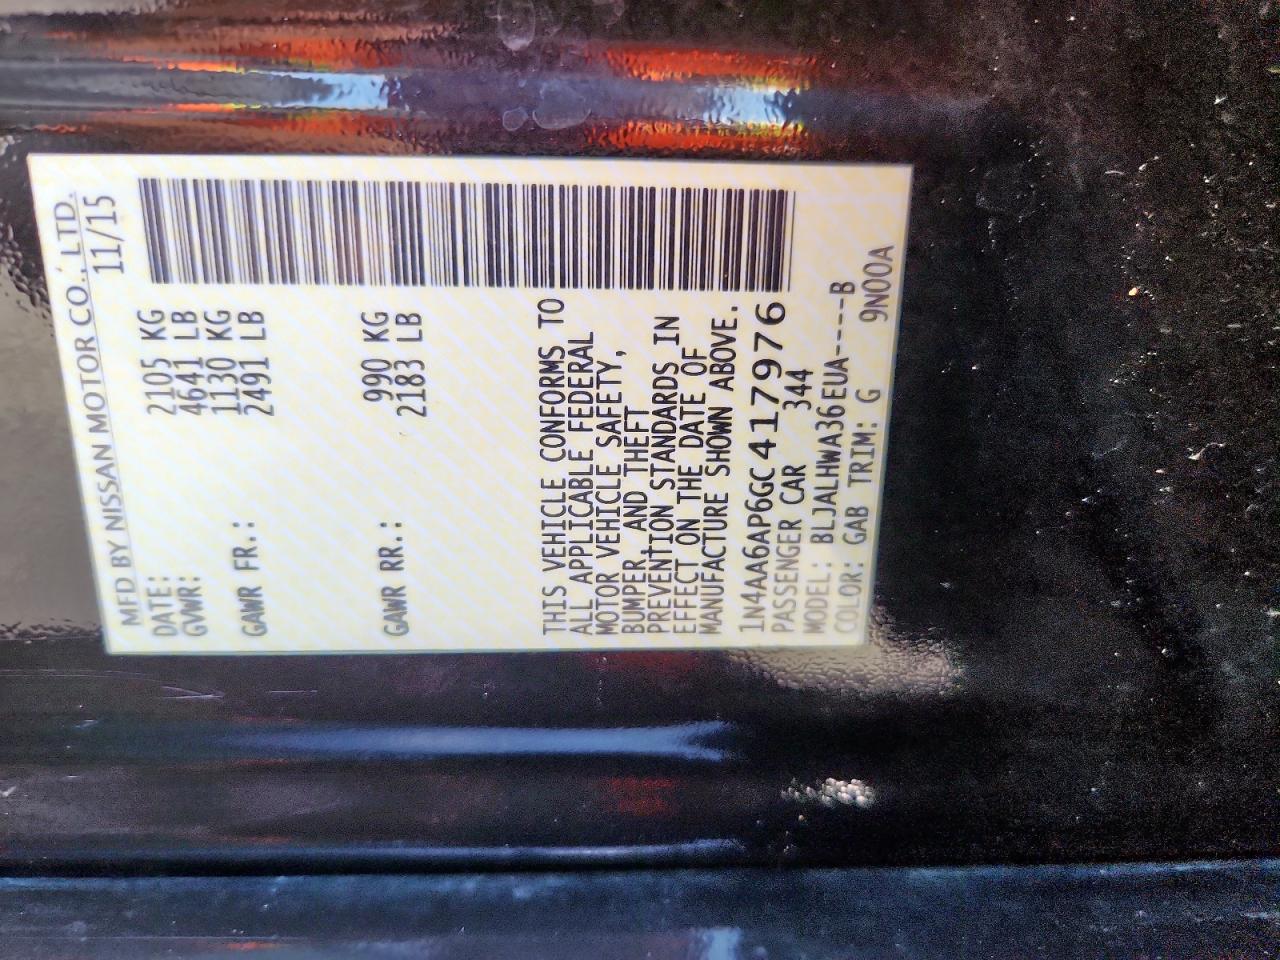 MFD BY NISSAN MOTOR CO., LTD.
DATE: 11/15
GVWR: 2105 KG
4641 LB
GAWR FR.: 1130 KG
2491 LB
GAWR RR.: 990 KG
2183 LB
THIS VEHICLE CONFORMS TO
ALL APPLICABLE FEDERAL
MOTOR VEHICLE SAFETY,
BUMPER, AND THEFT
PREVENTION STANDARDS IN
EFFECT ON THE DATE OF
MANUFACTURE SHOWN ABOVE.
1N4AA6AP6GC417976
PASSENGER CAR 344
MODEL: BLJALHWA36EUA-----B
COLOR: GAB TRIM: G 9N00A